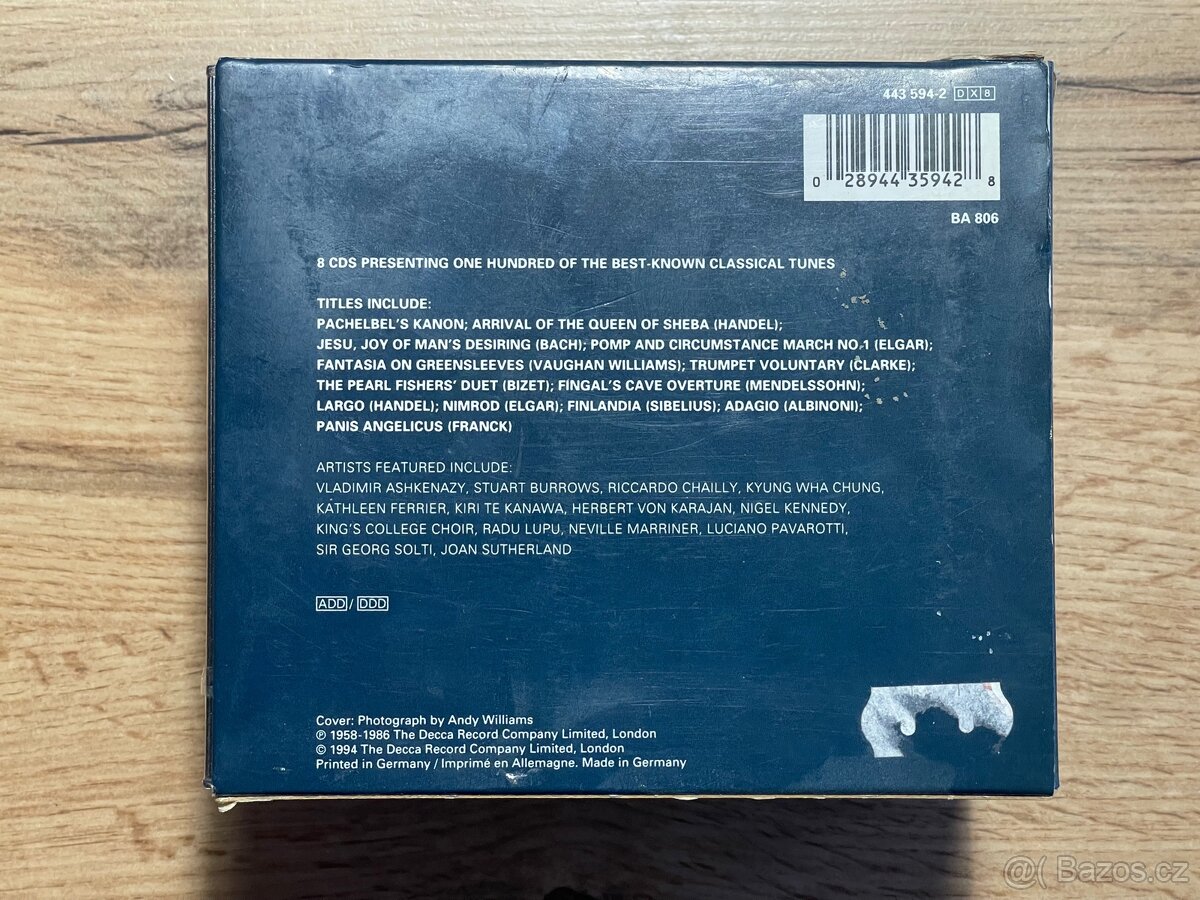 443 594-2 DX8
0 28944 35942 8
BA 806
8 CDS PRESENTING ONE HUNDRED OF THE BEST-KNOWN CLASSICAL TUNES
TITLES INCLUDE:
PACHELBEL'S KANON; ARRIVAL OF THE QUEEN OF SHEBA (HANDEL);
JESU, JOY OF MAN'S DESIRING (BACH); POMP AND CIRCUMSTANCE MARCH NO.1 (ELGAR);
FANTASIA ON GREENSLEEVES (VAUGHAN WILLIAMS); TRUMPET VOLUNTARY (CLARKE);
THE PEARL FISHERS' DUET (BIZET); FINGAL'S CAVE OVERTURE (MENDELSSOHN);
LARGO (HANDEL); NIMROD (ELGAR); FINLANDIA (SIBELIUS); ADAGIO (ALBINONI);
PANIS ANGELICUS (FRANCK)
ARTISTS FEATURED INCLUDE:
VLADIMIR ASHKENAZY, STUART BURROWS, RICCARDO CHAILLY, KYUNG WHA CHUNG,
KATHLEEN FERRIER, KIRI TE KANAWA, HERBERT VON KARAJAN, NIGEL KENNEDY,
KING'S COLLEGE CHOIR, RADU LUPU, NEVILLE MARRINER, LUCIANO PAVAROTTI,
SIR GEORG SOLTI, JOAN SUTHERLAND
ADD / DDD
Cover: Photograph by Andy Williams
℗ 1958-1986 The Decca Record Company Limited, London
© 1994 The Decca Record Company Limited, London
Printed in Germany / Imprimé en Allemagne. Made in Germany
Bazos.cz